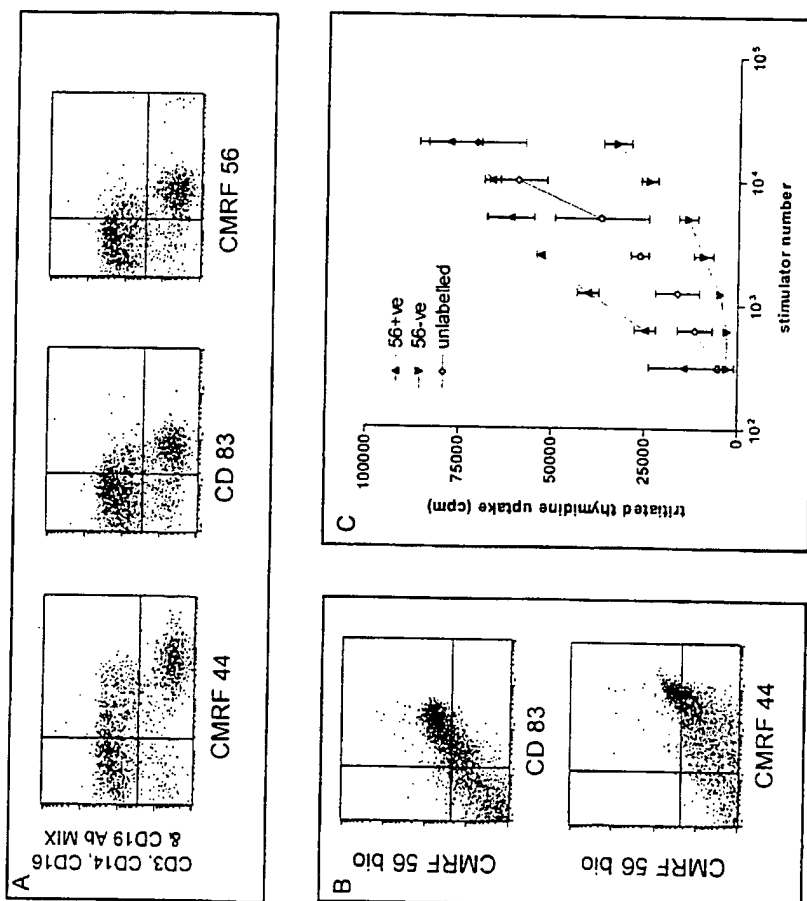 A
CD3, CD14, CD16
& CD19 Ab MIX
CMRF 44
CD 83
CMRF 56
B
CMRF 56 bio
CD 83
CMRF 56 bio
CMRF 44
C
tritiated thymidine uptake (cpm)
100000
75000
50000
25000
0
56+ve
56-ve
unlabelled
10²
10³
10⁴
10⁵
stimulator number